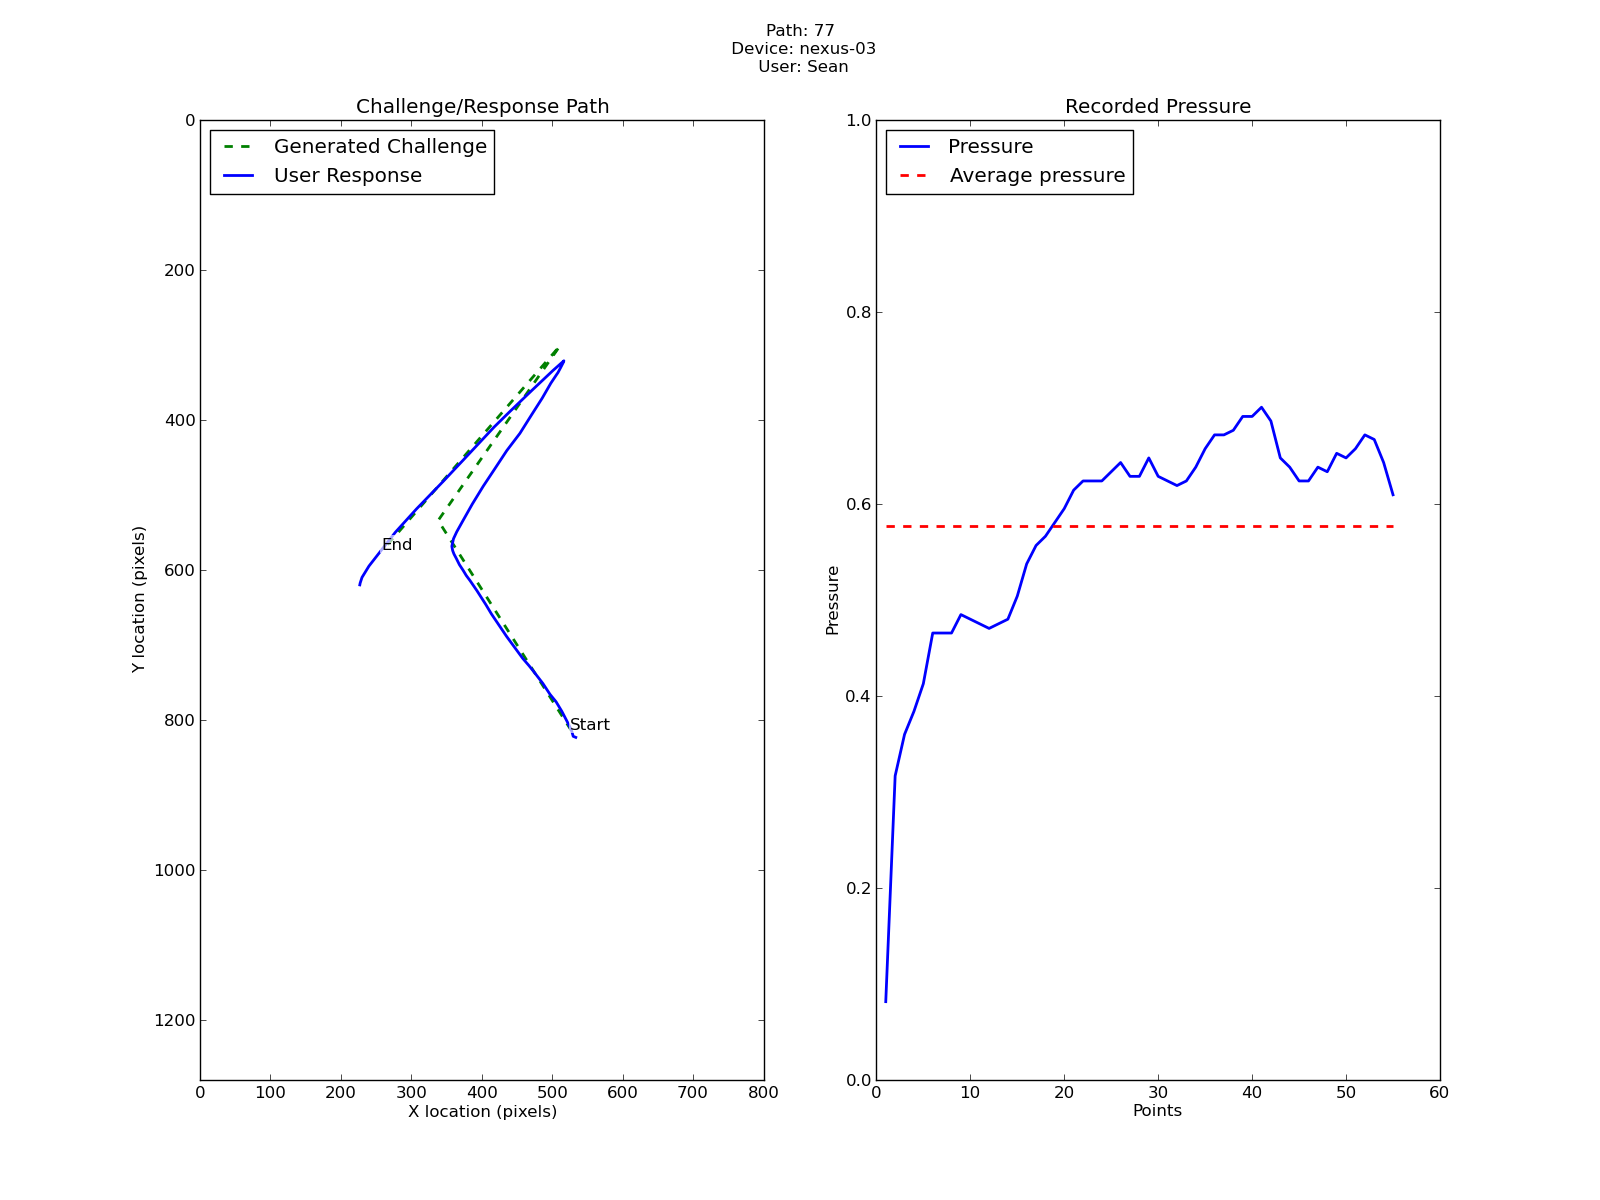 Path: 77
Device: nexus-03
User: Sean
Challenge/Response Path
Generated Challenge
User Response
0
200
400
600
800
1000
1200
Y location (pixels)
End
Start
0 100 200 300 400 500 600 700 800
X location (pixels)
Recorded Pressure
Pressure
Average pressure
1.0
0.8
0.6
0.4
0.2
0.0
Pressure
0 10 20 30 40 50 60
Points